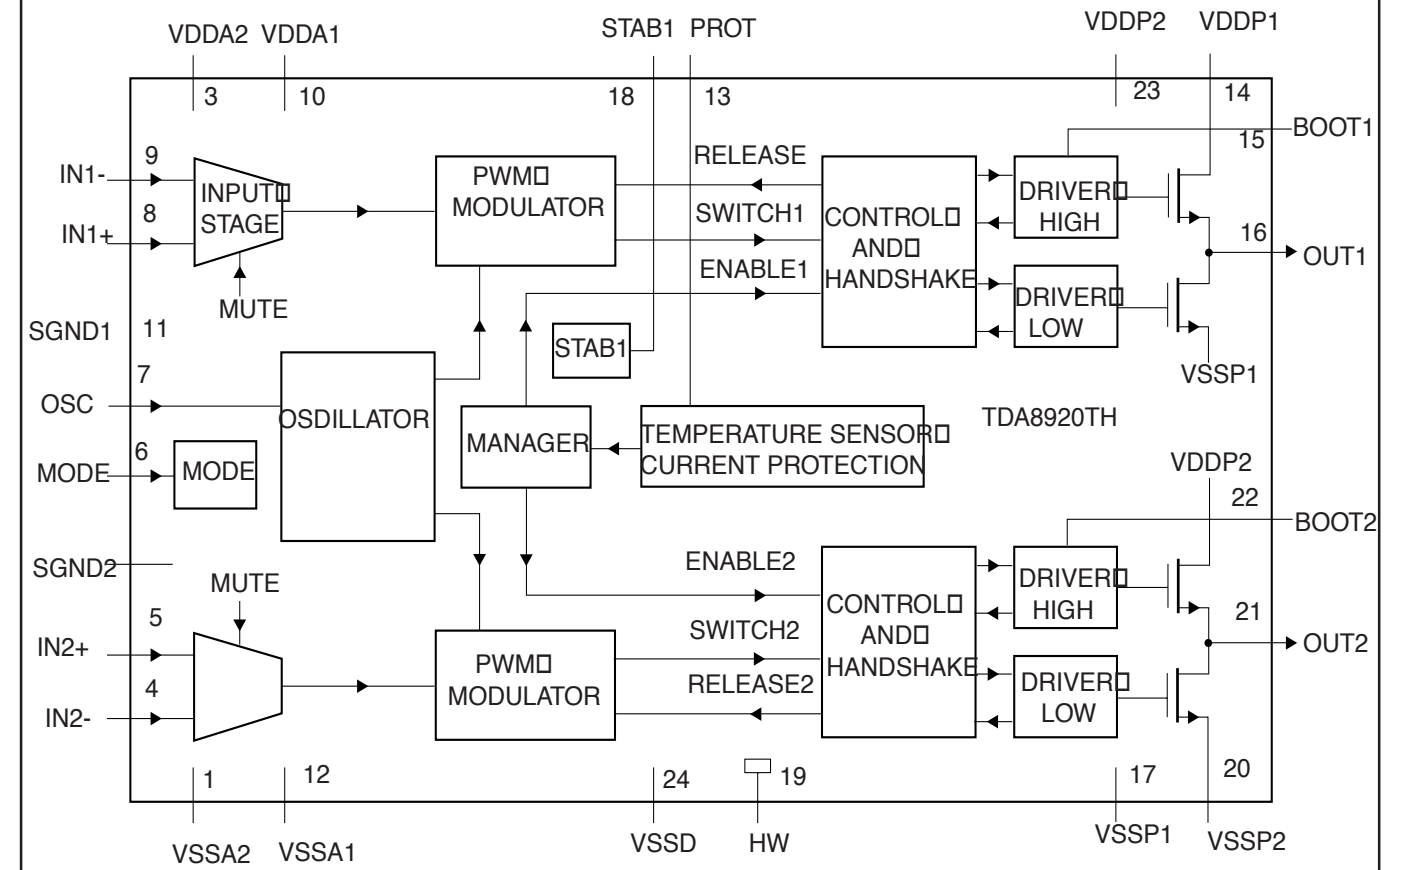 VDDA2 VDDA1
STAB1 PROT
VDDP2
VDDP1
3
10
18
13
23
14
BOOT1
15
9
IN1-
8
IN1+
INPUT□
STAGE
MUTE
PWM□
MODULATOR
RELEASE
SWITCH1
ENABLE1
CONTROL□
AND□
HANDSHAKE
DRIVER□
HIGH
DRIVER□
LOW
16
OUT1
VSSP1
SGND1
11
7
OSC
6
MODE
MODE
OSDILLATOR
STAB1
MANAGER
TEMPERATURE SENSOR□
CURRENT PROTECTION
TDA8920TH
VDDP2
22
BOOT2
SGND2
MUTE
5
IN2+
4
IN2-
PWM□
MODULATOR
ENABLE2
SWITCH2
RELEASE2
CONTROL□
AND□
HANDSHAKE
DRIVER□
HIGH
DRIVER□
LOW
21
OUT2
1
12
24
19
17
20
VSSA2
VSSA1
VSSD
HW
VSSP1
VSSP2